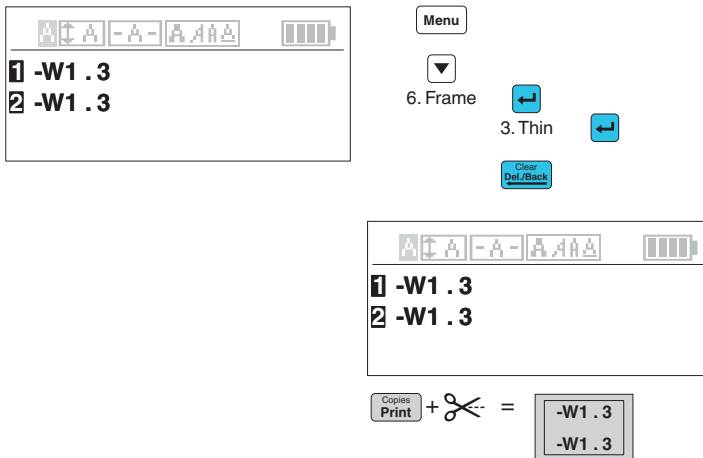 A A -A- A A A A
1 -W1 . 3
2 -W1 . 3
Menu
▼
6. Frame ↵
3. Thin ↵
Clear
Del./Back
A A -A- A A A A
1 -W1 . 3
2 -W1 . 3
Copies
Print + =
-W1 . 3
-W1 . 3